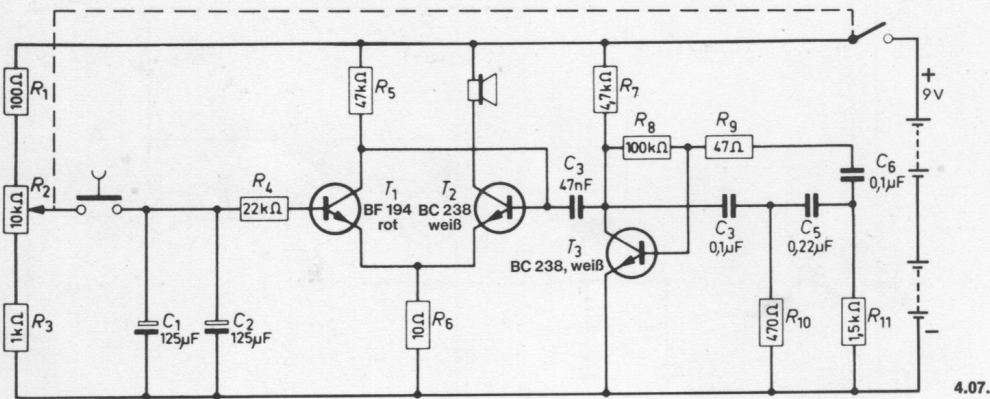 R1
100Ω
R2
10kΩ
R3
1kΩ
C1
125µF
C2
125µF
R4
22kΩ
R5
47kΩ
T1
BF 194
rot
T2
BC 238
weiß
R6
10Ω
C3
47nF
R7
4,7kΩ
R8
100kΩ
R9
47Ω
T3
BC 238, weiß
C3
0,1µF
C5
0,22µF
C6
0,1µF
R10
470Ω
R11
1,5kΩ
+
9V
−
4.07.